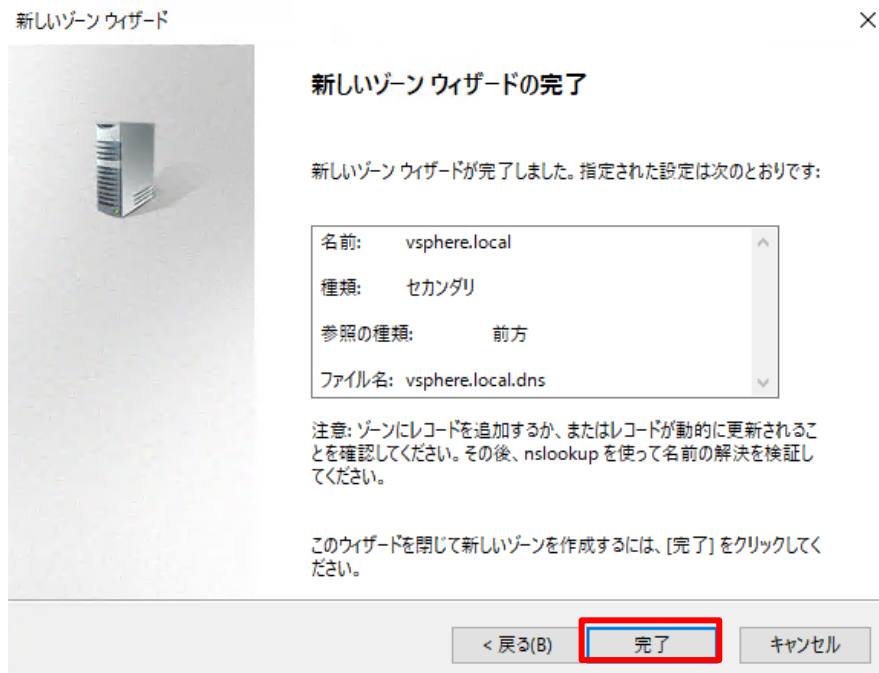 新しいゾーン ウィザード
新しいゾーン ウィザードの完了
新しいゾーン ウィザードが完了しました。指定された設定は次のとおりです:
名前: vsphere.local
種類: セカンダリ
参照の種類: 前方
ファイル名: vsphere.local.dns
注意: ゾーンにレコードを追加するか、またはレコードが動的に更新されるこ
とを確認してください。その後、nslookup を使って名前の解決を検証し
てください。
このウィザードを閉じて新しいゾーンを作成するには、[完了] をクリックしてく
ださい。
< 戻る(B) 完了 キャンセル